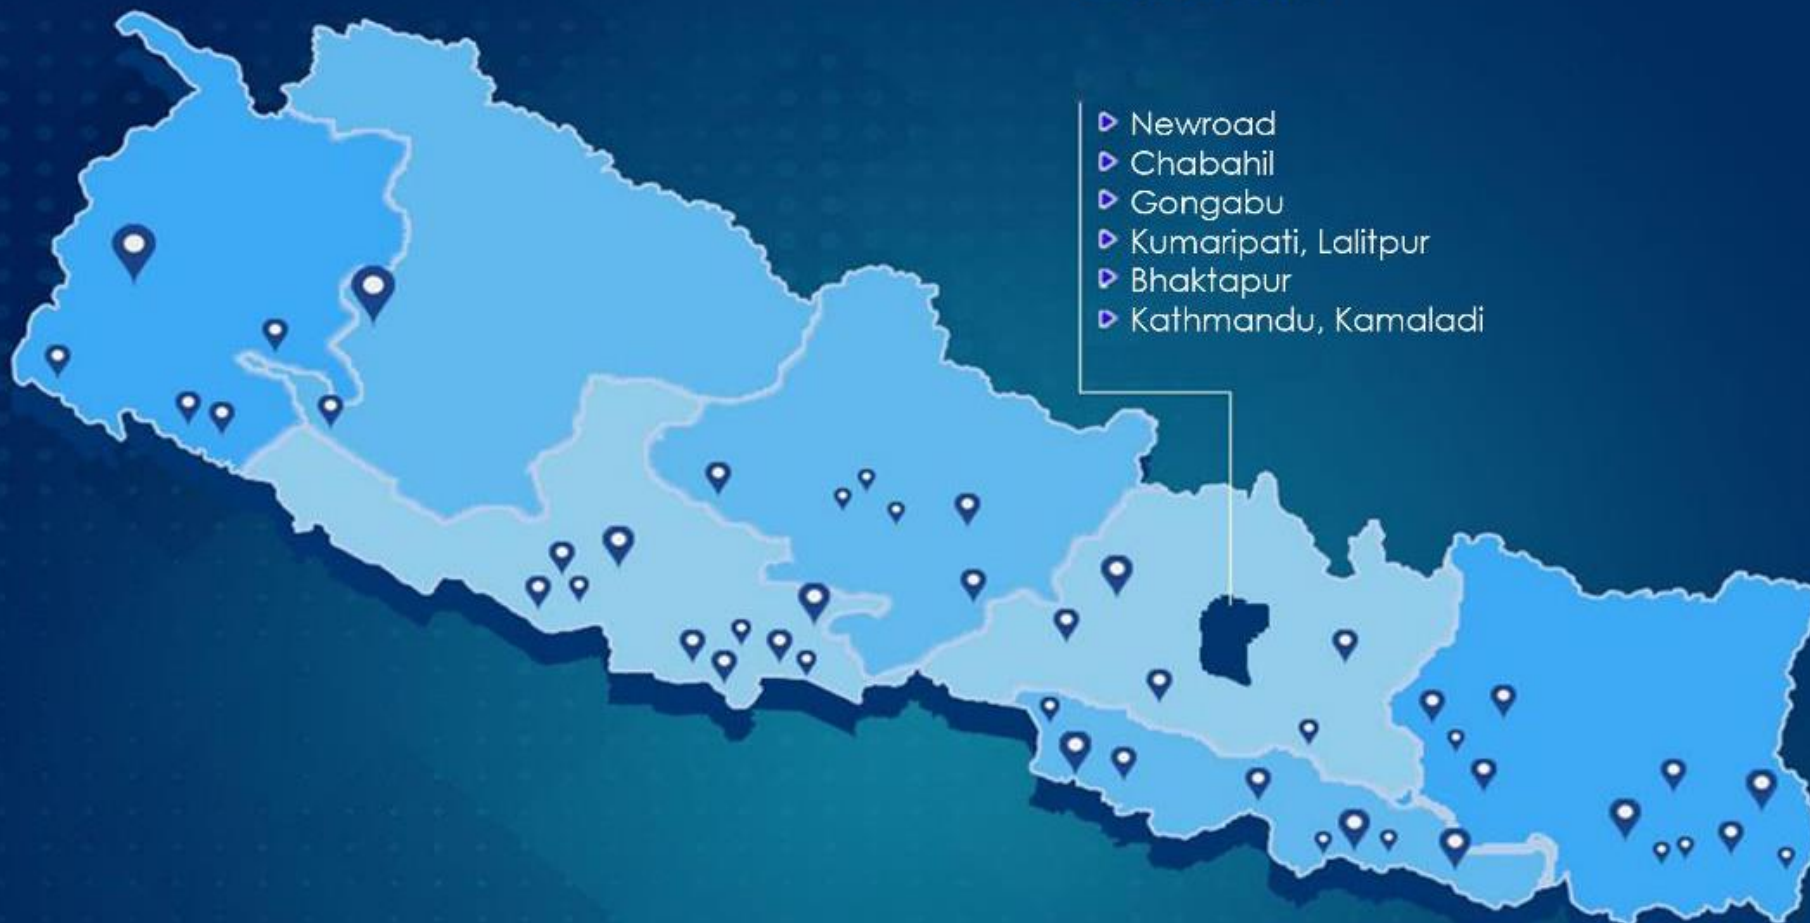 Newroad
Chabahil
Gongabu
Kumaripati, Lalitpur
Bhaktapur
Kathmandu, Kamaladi